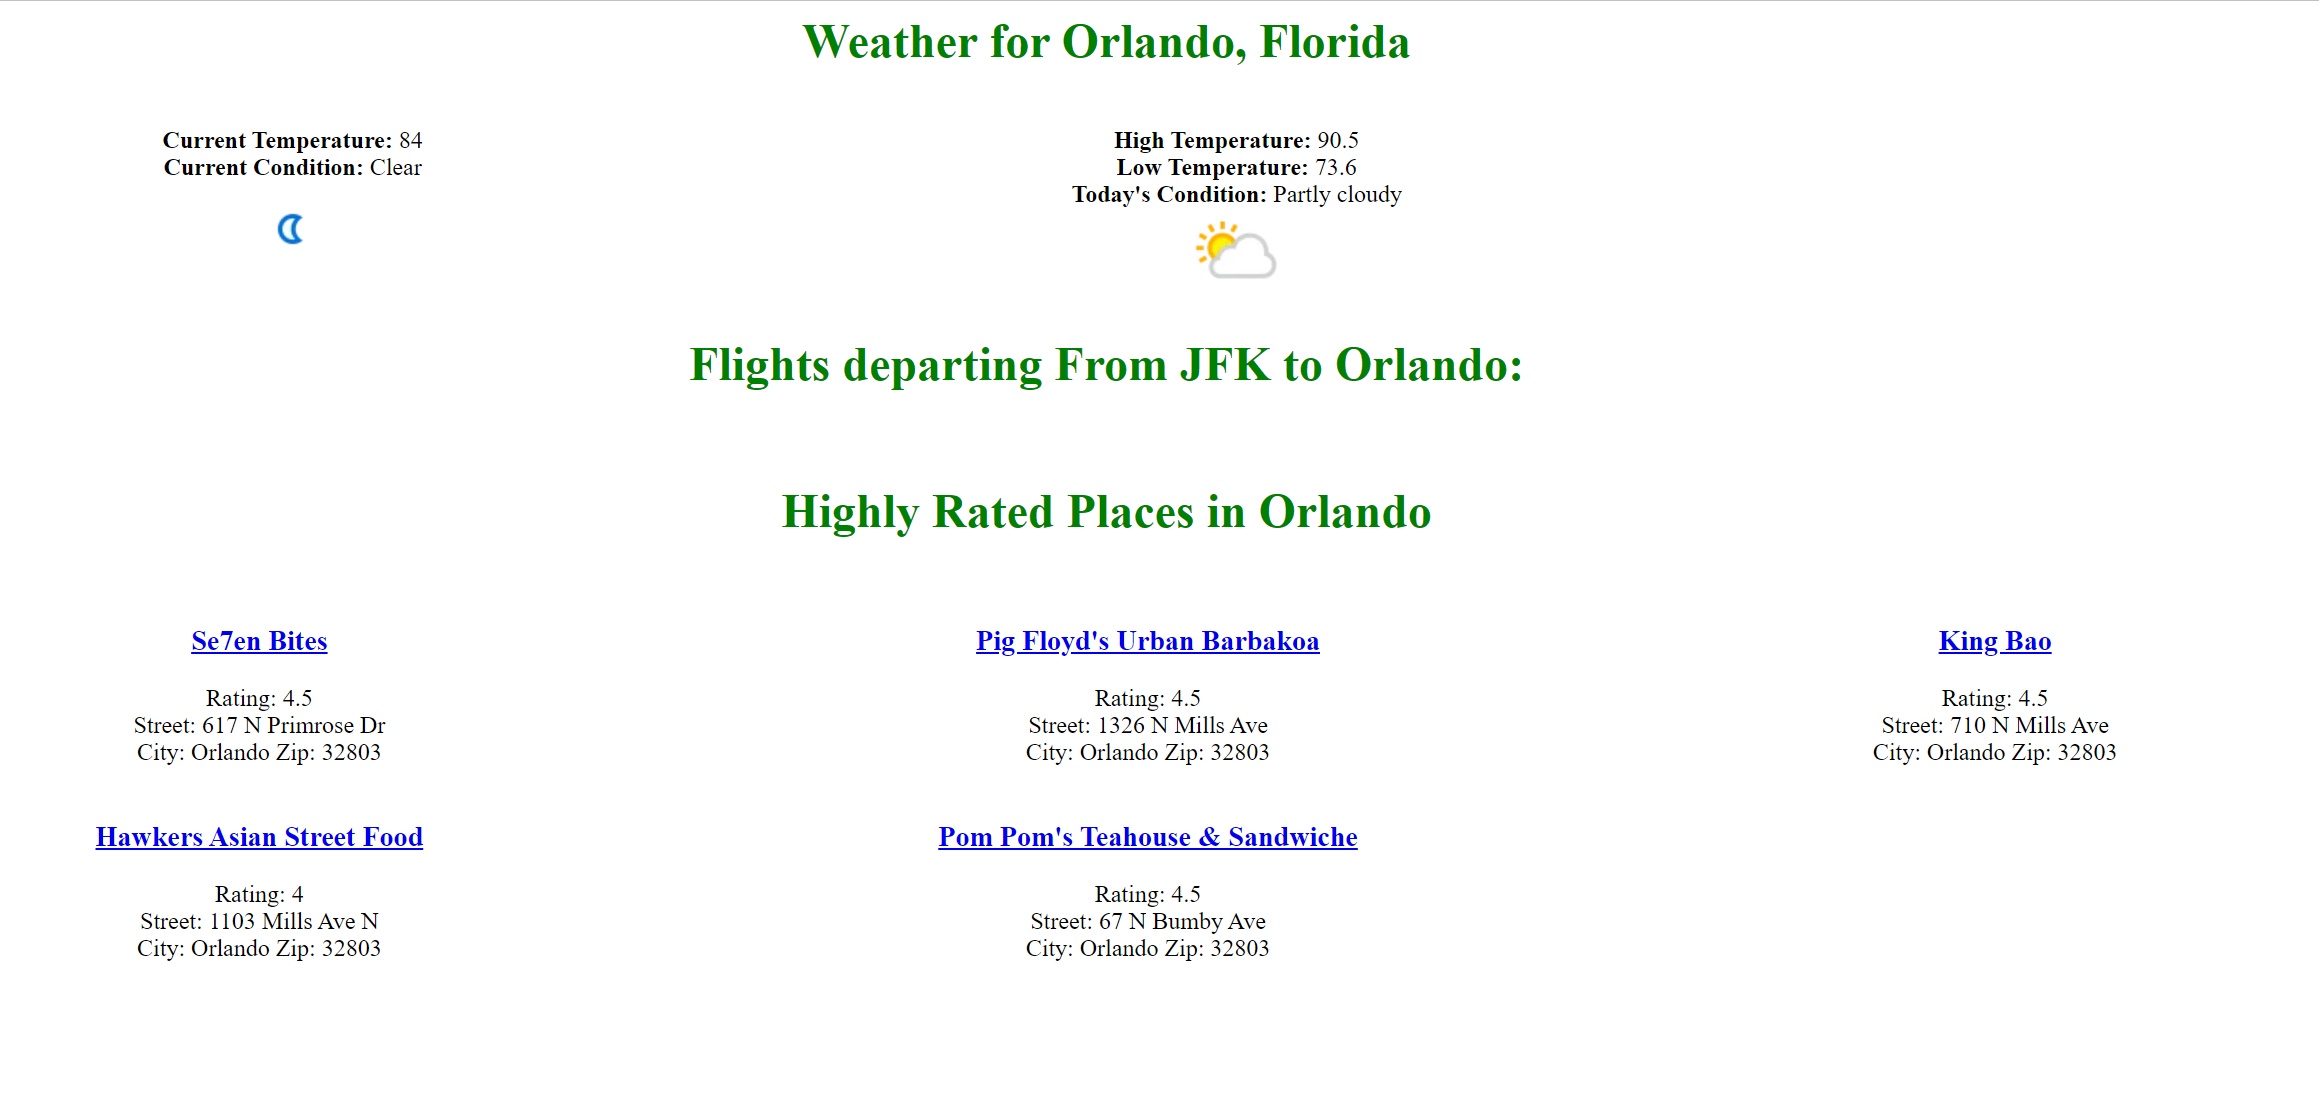 Weather for Orlando, Florida
Current Temperature: 84
Current Condition: Clear
High Temperature: 90.5
Low Temperature: 73.6
Today's Condition: Partly cloudy
Flights departing From JFK to Orlando:
Highly Rated Places in Orlando
Se7en Bites
Rating: 4.5
Street: 617 N Primrose Dr
City: Orlando Zip: 32803
Pig Floyd's Urban Barbakoa
Rating: 4.5
Street: 1326 N Mills Ave
City: Orlando Zip: 32803
King Bao
Rating: 4.5
Street: 710 N Mills Ave
City: Orlando Zip: 32803
Hawkers Asian Street Food
Rating: 4
Street: 1103 Mills Ave N
City: Orlando Zip: 32803
Pom Pom's Teahouse & Sandwiche
Rating: 4.5
Street: 67 N Bumby Ave
City: Orlando Zip: 32803